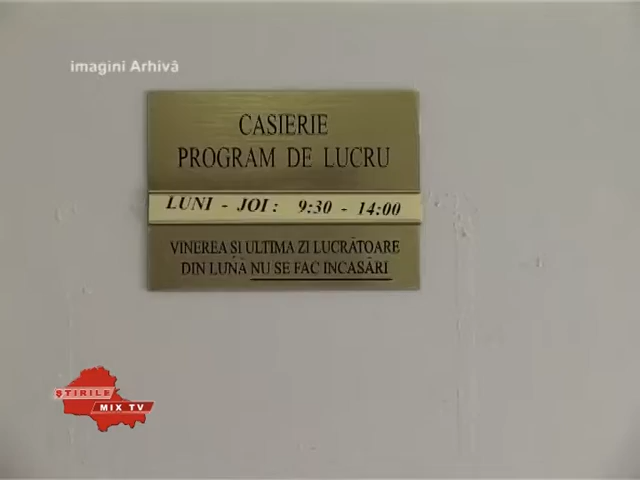 imagini Arhivă
CASIERIE
PROGRAM DE LUCRU
LUNI - JOI : 9:30 - 14:00
VINEREA ȘI ULTIMA ZI LUCRĂTOARE
DIN LUNĂ NU SE FAC INCASĂRI
ȘTIRILE
MIX TV